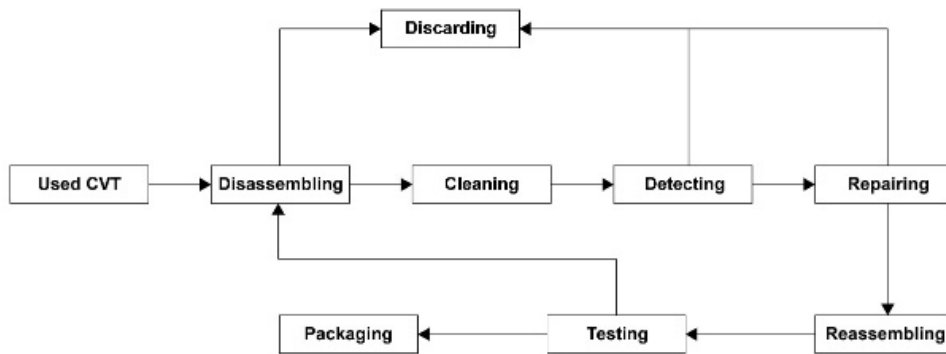 Discarding
Used CVT
Disassembling
Cleaning
Detecting
Repairing
Packaging
Testing
Reassembling